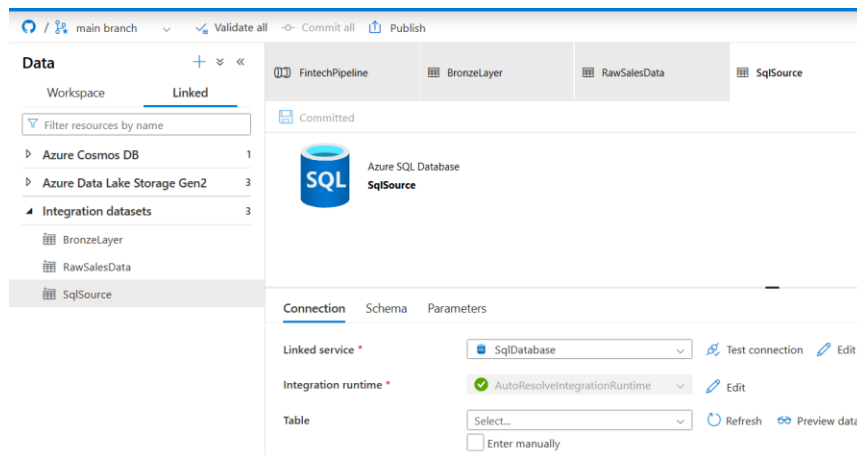 / main branch Validate all Commit all Publish
Data
Workspace Linked
Filter resources by name
Azure Cosmos DB 1
Azure Data Lake Storage Gen2 3
Integration datasets 3
BronzeLayer
RawSalesData
SqlSource
FintechPipeline BronzeLayer RawSalesData SqlSource
Committed
SQL
Azure SQL Database
SqlSource
Connection Schema Parameters
Linked service * SqlDatabase Test connection Edit
Integration runtime * AutoResolveIntegrationRuntime Edit
Table Select... Refresh Preview data
Enter manually